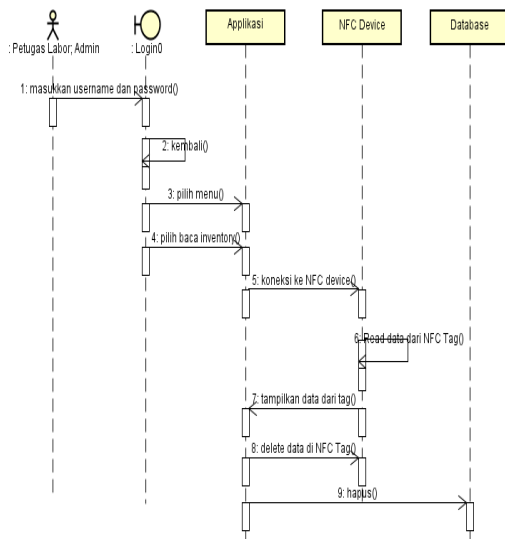 Applikasi
NFC Device
Database
: Petugas Labor, Admin
: Login0
1: masukkan username dan password()
2: kembali()
3: pilih menu()
4: pilih baca inventory()
5: koneksi ke NFC device()
6: Read data dari NFC Tag()
7: tampilkan data dari tag()
8: delete data di NFC Tag()
9: hapus()